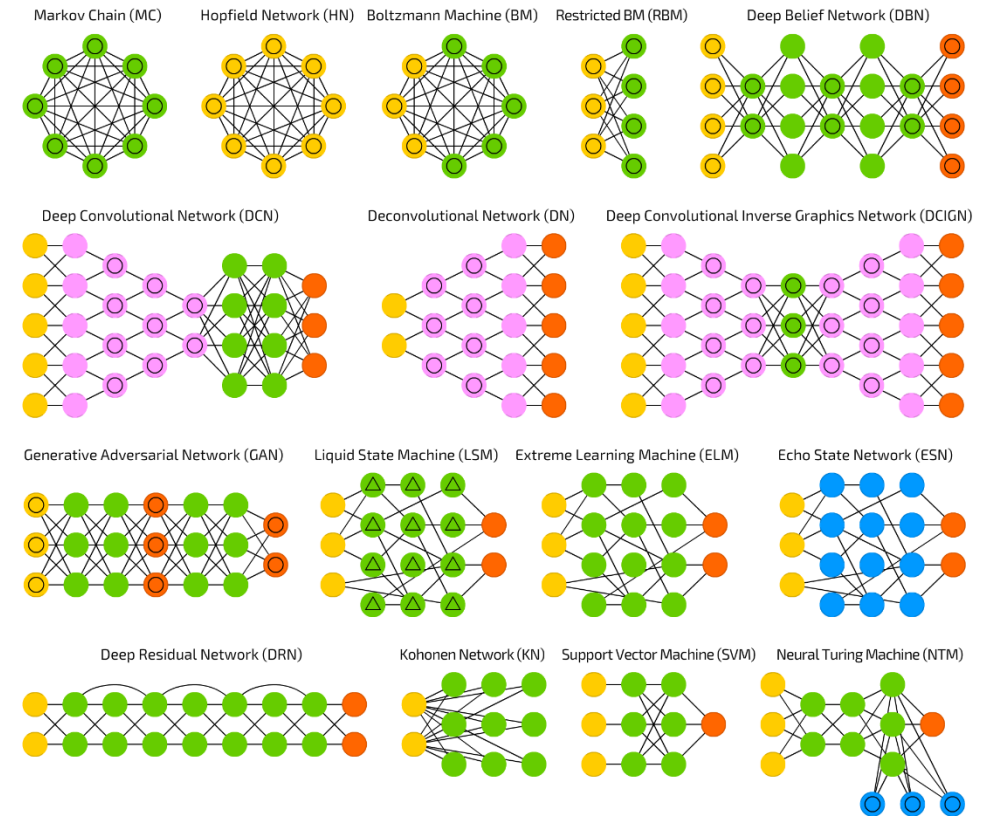 Markov Chain (MC)
Hopfield Network (HN)
Boltzmann Machine (BM)
Restricted BM (RBM)
Deep Belief Network (DBN)
Deep Convolutional Network (DCN)
Deconvolutional Network (DN)
Deep Convolutional Inverse Graphics Network (DCIGN)
Generative Adversarial Network (GAN)
Liquid State Machine (LSM)
Extreme Learning Machine (ELM)
Echo State Network (ESN)
Deep Residual Network (DRN)
Kohonen Network (KN)
Support Vector Machine (SVM)
Neural Turing Machine (NTM)